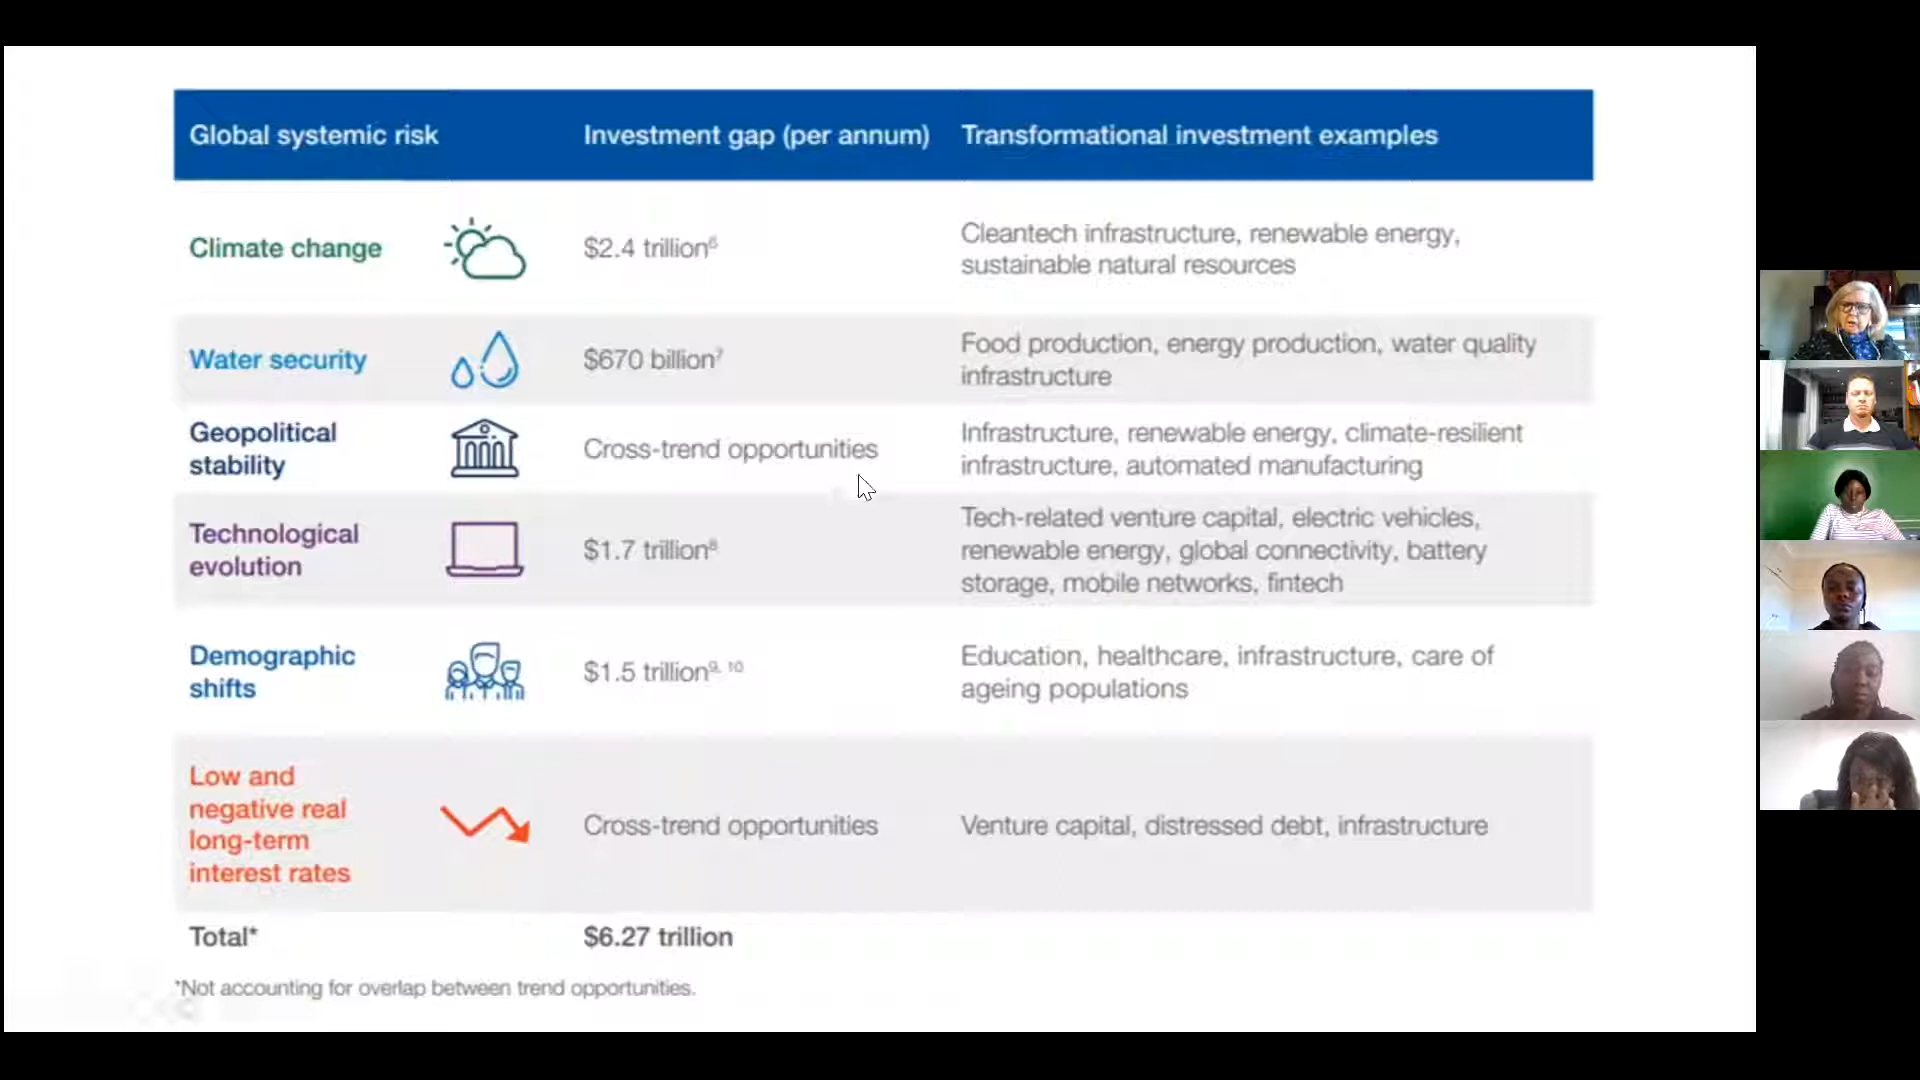 Global systemic risk
Investment gap (per annum)
Transformational investment examples
Climate change
$2.4 trillion⁶
Cleantech infrastructure, renewable energy,
sustainable natural resources
Water security
$670 billion⁷
Food production, energy production, water quality
infrastructure
Geopolitical
stability
Cross-trend opportunities
Infrastructure, renewable energy, climate-resilient
infrastructure, automated manufacturing
Technological
evolution
$1.7 trillion⁸
Tech-related venture capital, electric vehicles,
renewable energy, global connectivity, battery
storage, mobile networks, fintech
Demographic
shifts
$1.5 trillion⁹, ¹⁰
Education, healthcare, infrastructure, care of
ageing populations
Low and
negative real
long-term
interest rates
Cross-trend opportunities
Venture capital, distressed debt, infrastructure
Total*
$6.27 trillion
*Not accounting for overlap between trend opportunities.